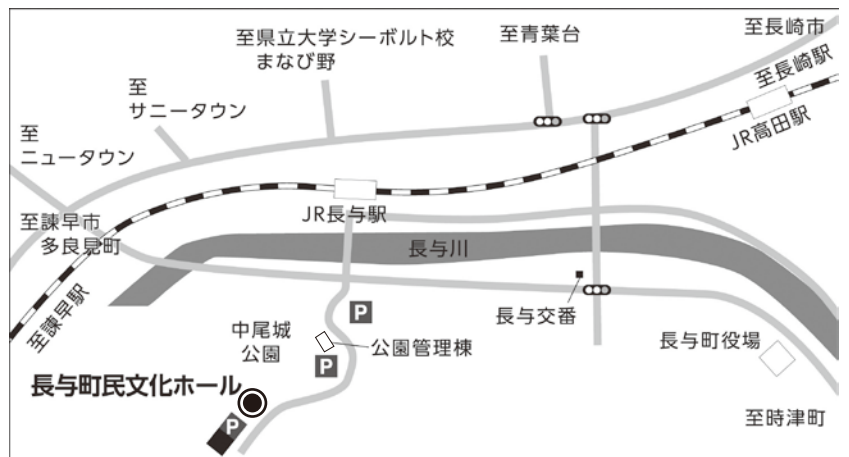 至長崎市
至青葉台
至県立大学シーボルト校
まなび野
至長崎駅
至
サニータウン
JR高田駅
至
ニュータウン
JR長与駅
至諫早市
多良見町
長与川
至諫早駅
長与交番
P
中尾城
公園
公園管理棟
長与町役場
P
長与町民文化ホール
P
至時津町